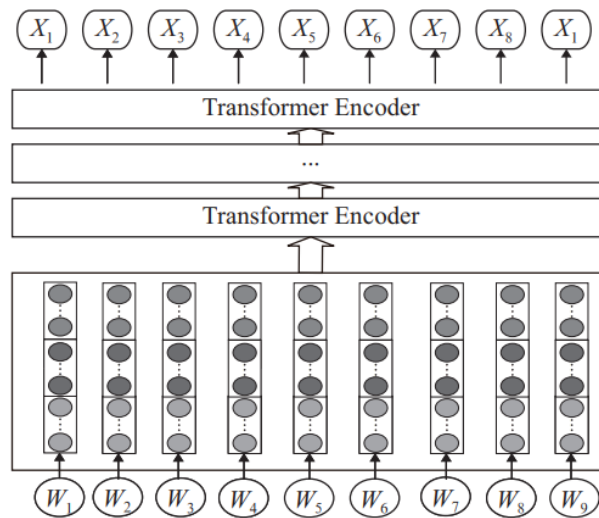 X₁ X₂ X₃ X₄ X₅ X₆ X₇ X₈ X₁
Transformer Encoder
...
Transformer Encoder
W₁ W₂ W₃ W₄ W₅ W₆ W₇ W₈ W₉